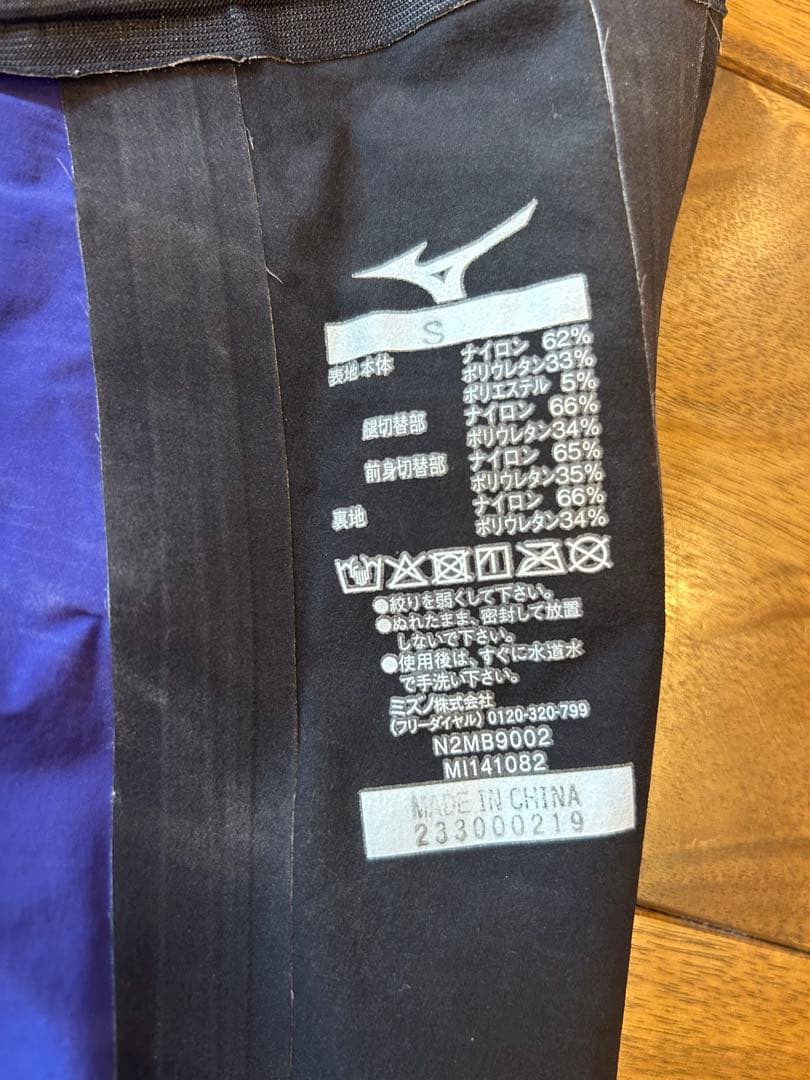 S
表地本体 ナイロン 62%
ポリウレタン33%
ポリエステル 5%
腿切替部 ナイロン 66%
ポリウレタン34%
前身切替部 ナイロン 65%
ポリウレタン35%
裏地 ナイロン 66%
ポリウレタン34%
●絞りを弱くして下さい。
●ぬれたまま、密封して放置
しないで下さい。
●使用後は、すぐに水道水
で手洗い下さい。
ミズノ株式会社
(フリーダイヤル) 0120-320-799
N2MB9002
MI141082
MADE IN CHINA
233000219